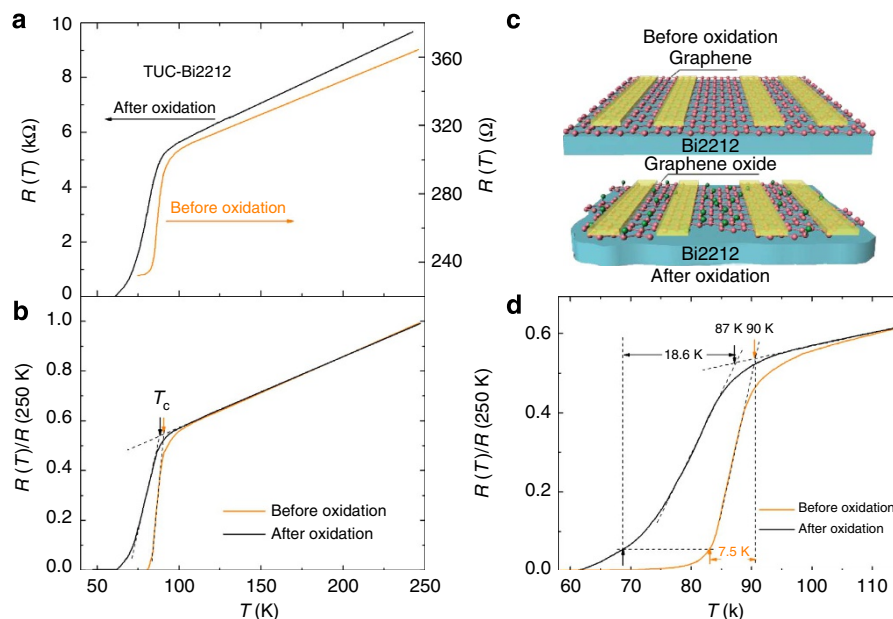 a
10
8
6
4
2
0
R (T) (kΩ)
TUC-Bi2212
After oxidation
Before oxidation
360
320
280
240
R (T) (Ω)
c
Before oxidation
Graphene
Bi2212
Graphene oxide
Bi2212
After oxidation
b
1.0
0.8
0.6
0.4
0.2
0.0
R (T)/R (250 K)
Tc
Before oxidation
After oxidation
50 100 150 200 250
T (K)
d
0.6
0.4
0.2
0.0
R (T)/R (250 K)
87 K 90 K
18.6 K
7.5 K
Before oxidation
After oxidation
60 70 80 90 100 110
T (k)